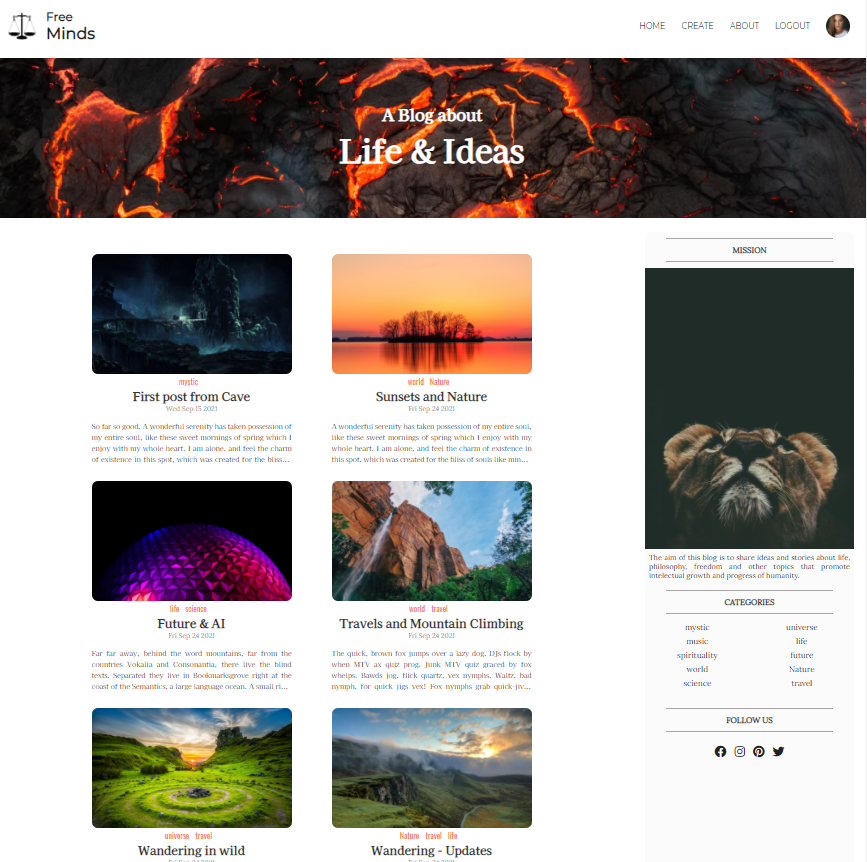 Free
Minds
HOME CREATE ABOUT LOGOUT
A Blog about
Life & Ideas
mystic
First post from Cave
Wed Sep 15 2021
So far so good. A wonderful serenity has taken possession of
my entire soul, like these sweet mornings of spring which I
enjoy with my whole heart. I am alone, and feel the charm
of existence in this spot, which was created for the bliss...
world Nature
Sunsets and Nature
Fri Sep 24 2021
A wonderful serenity has taken possession of my entire soul,
like these sweet mornings of spring which I enjoy with my
whole heart. I am alone, and feel the charm of existence in
this spot, which was created for the bliss of souls like min...
life science
Future & AI
Fri Sep 24 2021
Far far away, behind the word mountains, far from the
countries Vokalia and Consonantia, there live the blind
texts. Separated they live in Bookmarksgrove right at the
coast of the Semantics, a large language ocean. A small ri...
world travel
Travels and Mountain Climbing
Fri Sep 24 2021
The quick, brown fox jumps over a lazy dog. DJs flock by
when MTV ax quiz prog. Junk MTV quiz graced by fox
whelps. Bawds jog, flick quartz, vex nymphs. Waltz, bad
nymph, for quick jigs vex! Fox nymphs grab quick-jiv...
universe travel
Wandering in wild
Nature travel life
Wandering - Updates
MISSION
The aim of this blog is to share ideas and stories about life,
philosophy, freedom and other topics that promote
intelectual growth and progress of humanity.
CATEGORIES
mystic universe
music life
spirituality future
world Nature
science travel
FOLLOW US